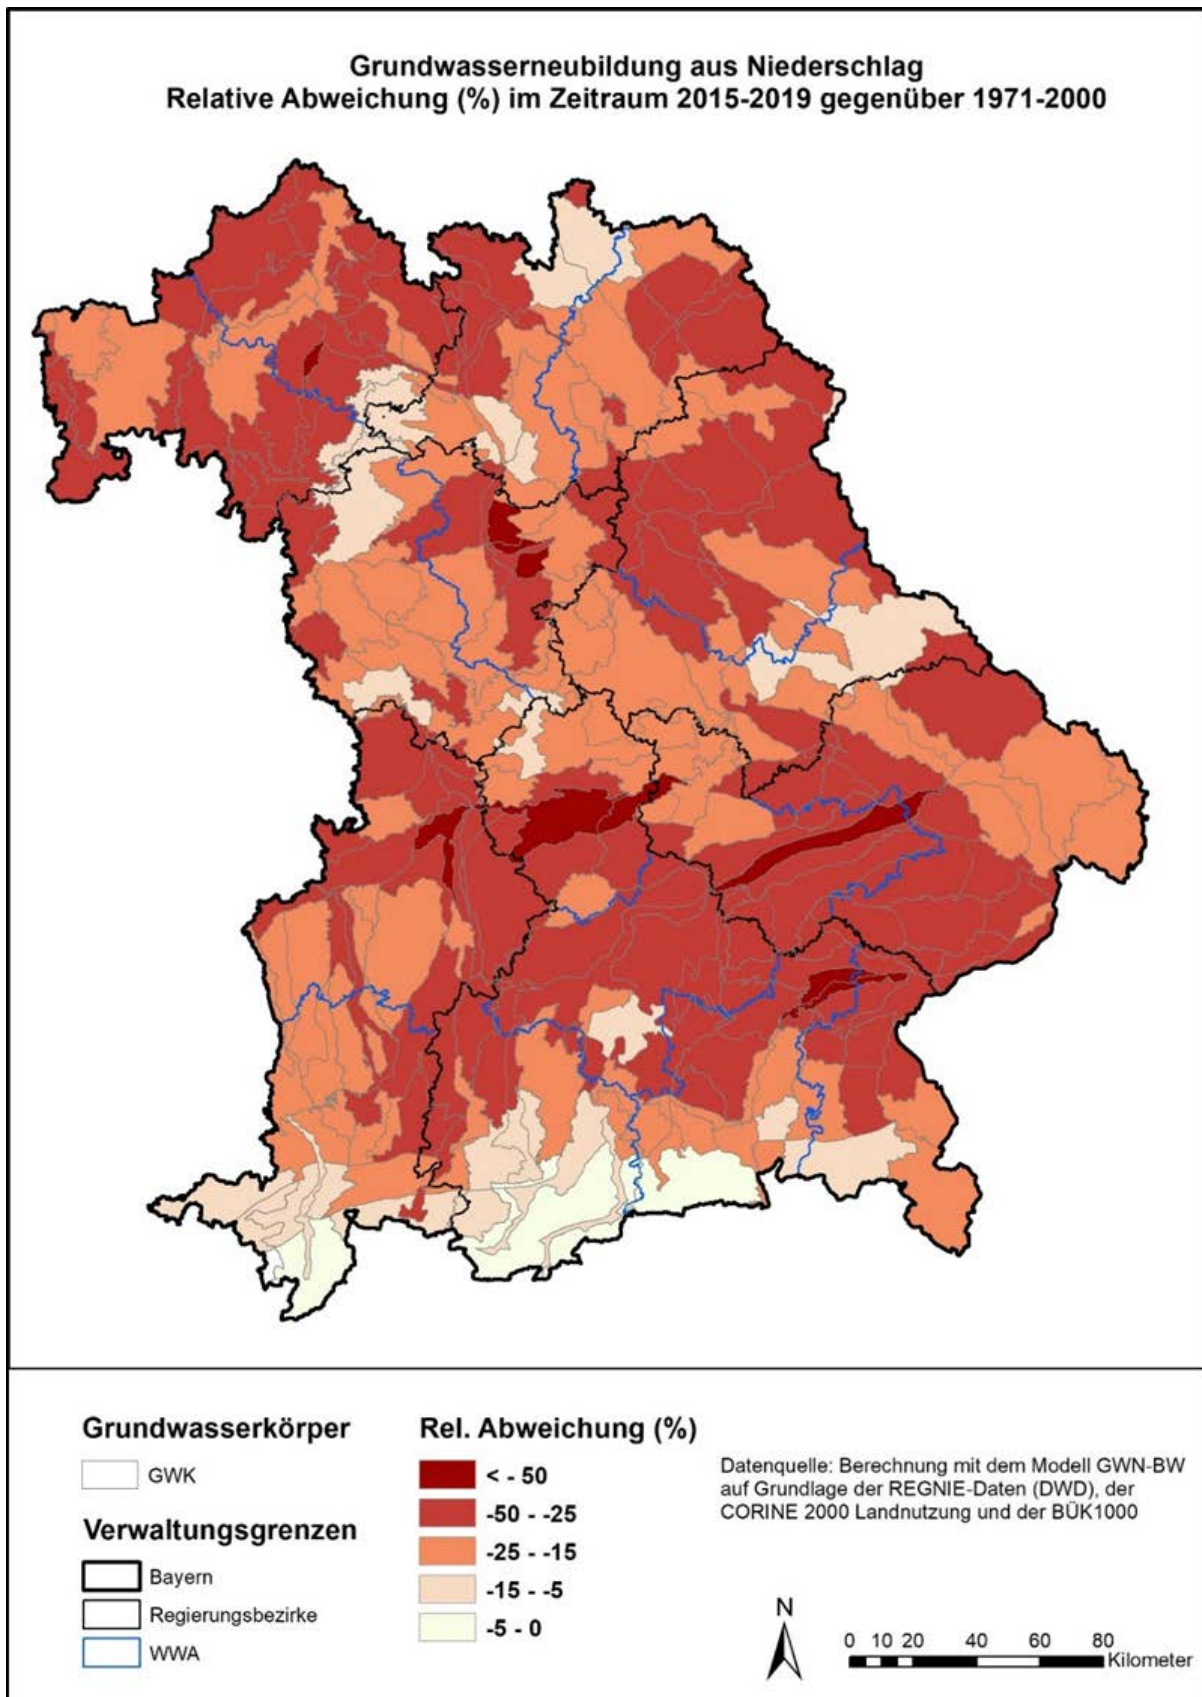 Grundwasserneubildung aus Niederschlag
Relative Abweichung (%) im Zeitraum 2015-2019 gegenüber 1971-2000
Grundwasserkörper
GWK
Verwaltungsgrenzen
Bayern
Regierungsbezirke
WWA
Rel. Abweichung (%)
< - 50
-50 - -25
-25 - -15
-15 - -5
-5 - 0
Datenquelle: Berechnung mit dem Modell GWN-BW
auf Grundlage der REGNIE-Daten (DWD), der
CORINE 2000 Landnutzung und der BÜK1000
N
0 10 20 40 60 80
Kilometer